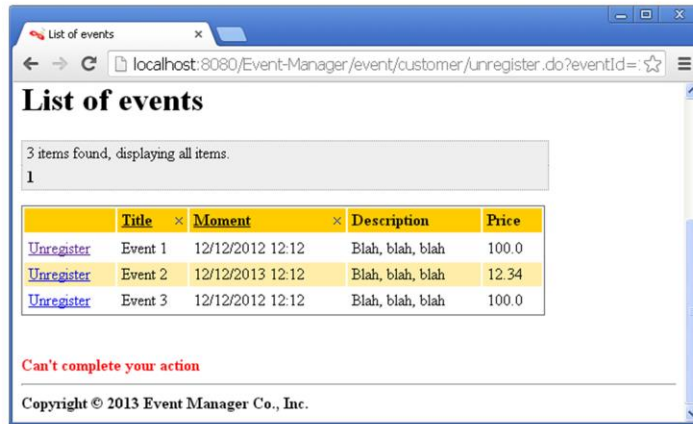 List of events
localhost:8080/Event-Manager/event/customer/unregister.do?eventId=
List of events
3 items found, displaying all items.
1
Title Moment Description Price
Unregister Event 1 12/12/2012 12:12 Blah, blah, blah 100.0
Unregister Event 2 12/12/2013 12:12 Blah, blah, blah 12.34
Unregister Event 3 12/12/2012 12:12 Blah, blah, blah 100.0
Can't complete your action
Copyright © 2013 Event Manager Co., Inc.